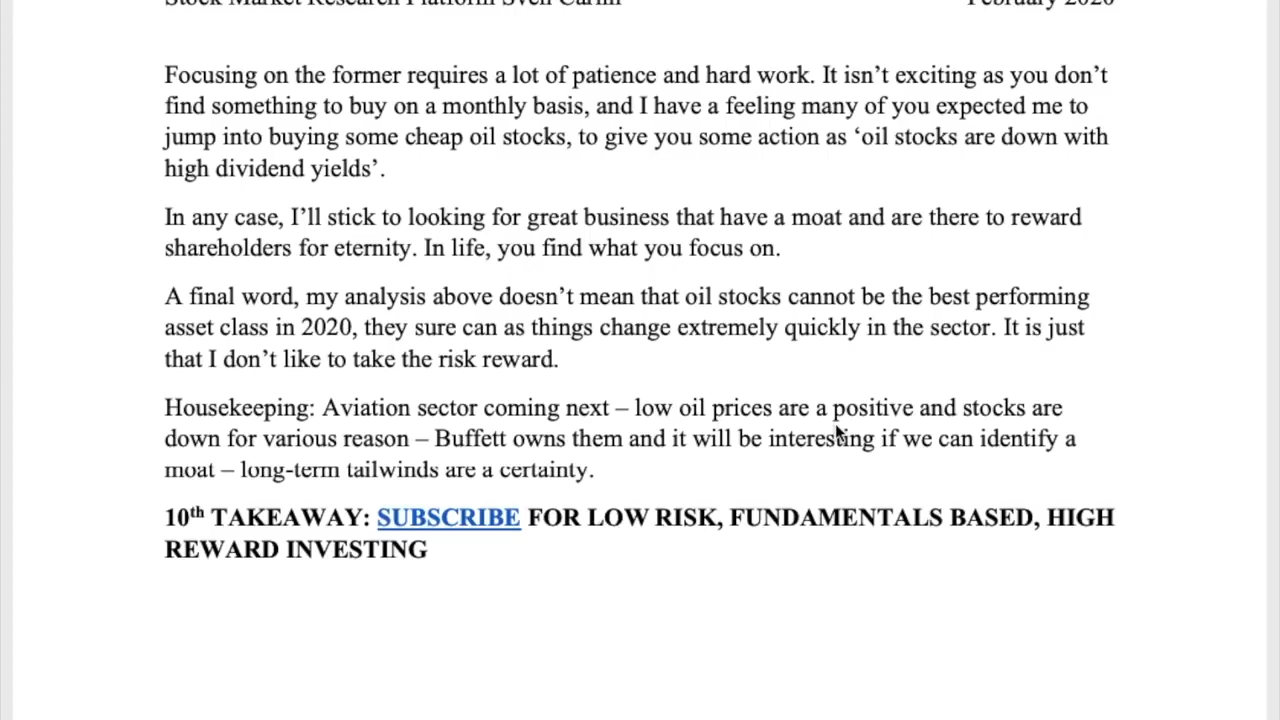 Stock Market Research Platform Sven Carlin February 2020
Focusing on the former requires a lot of patience and hard work. It isn’t exciting as you don’t
find something to buy on a monthly basis, and I have a feeling many of you expected me to
jump into buying some cheap oil stocks, to give you some action as ‘oil stocks are down with
high dividend yields’.
In any case, I’ll stick to looking for great business that have a moat and are there to reward
shareholders for eternity. In life, you find what you focus on.
A final word, my analysis above doesn’t mean that oil stocks cannot be the best performing
asset class in 2020, they sure can as things change extremely quickly in the sector. It is just
that I don’t like to take the risk reward.
Housekeeping: Aviation sector coming next – low oil prices are a positive and stocks are
down for various reason – Buffett owns them and it will be interesting if we can identify a
moat – long-term tailwinds are a certainty.
10th TAKEAWAY: SUBSCRIBE FOR LOW RISK, FUNDAMENTALS BASED, HIGH
REWARD INVESTING